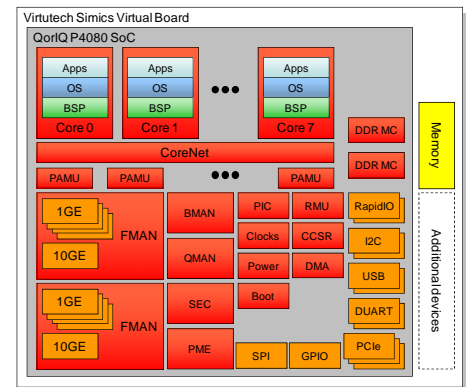 Virtutech Simics Virtual Board
QorIQ P4080 SoC
Apps
OS
BSP
Core 0
Apps
OS
BSP
Core 1
Apps
OS
BSP
Core 7
DDR MC
DDR MC
Memory
CoreNet
PAMU
PAMU
PAMU
1GE
10GE
FMAN
BMAN
QMAN
PIC
RMU
Clocks
CCSR
Power
DMA
Boot
RapidIO
I2C
USB
DUART
PCIe
Additional devices
1GE
10GE
FMAN
SEC
PME
SPI
GPIO